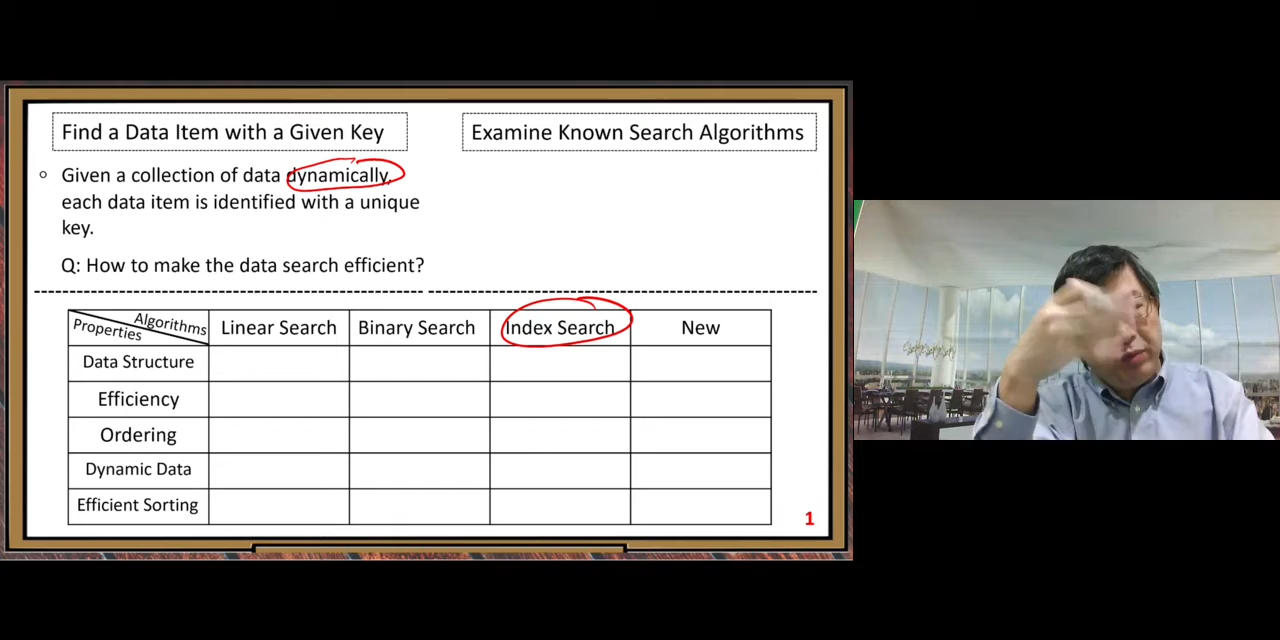 Find a Data Item with a Given Key
Examine Known Search Algorithms
Given a collection of data dynamically,
each data item is identified with a unique
key.
Q: How to make the data search efficient?
Algorithms
Properties
Linear Search
Binary Search
Index Search
New
Data Structure
Efficiency
Ordering
Dynamic Data
Efficient Sorting
1